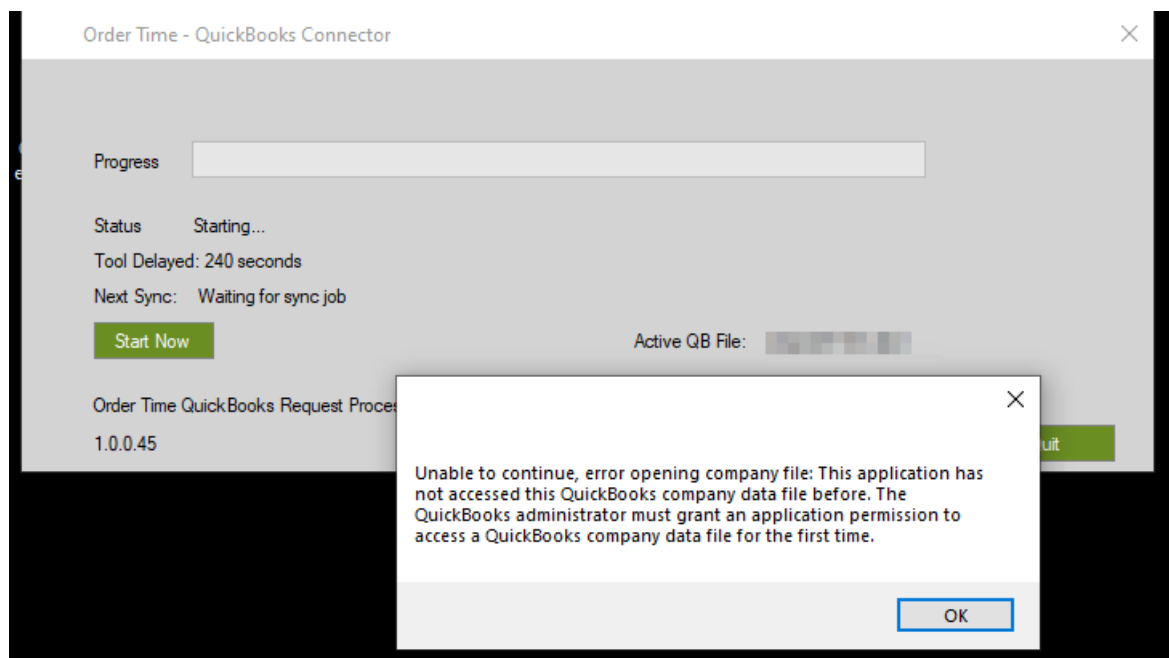 Order Time - QuickBooks Connector
e
Progress
Status Starting...
Tool Delayed: 240 seconds
Next Sync: Waiting for sync job
Start Now
Active QB File:
Order Time QuickBooks Request Proces
1.0.0.45
uit
Unable to continue, error opening company file: This application has
not accessed this QuickBooks company data file before. The
QuickBooks administrator must grant an application permission to
access a QuickBooks company data file for the first time.
OK